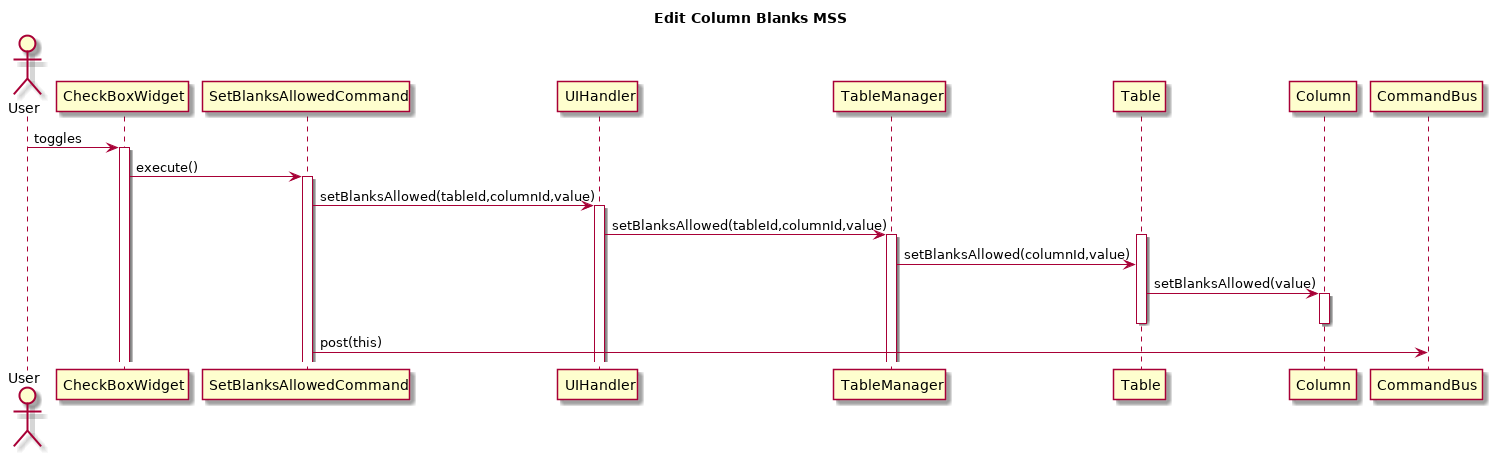 Edit Column Blanks MSS
User
CheckBoxWidget
SetBlanksAllowedCommand
UIHandler
TableManager
Table
Column
CommandBus
toggles
execute()
setBlanksAllowed(tableId,columnId,value)
setBlanksAllowed(tableId,columnId,value)
setBlanksAllowed(columnId,value)
setBlanksAllowed(value)
post(this)
User
CheckBoxWidget
SetBlanksAllowedCommand
UIHandler
TableManager
Table
Column
CommandBus